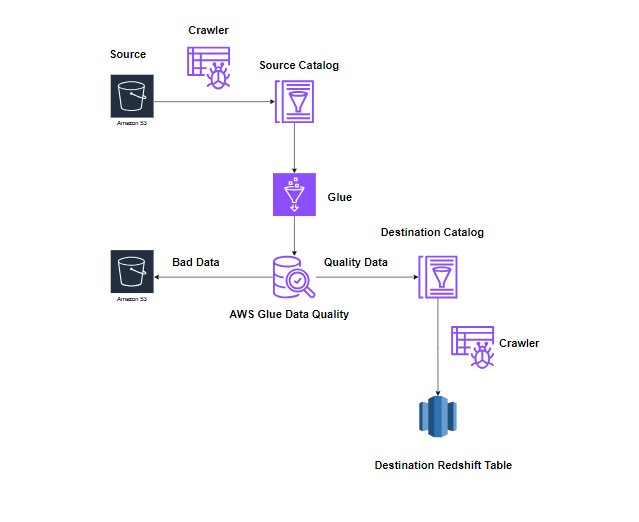 Crawler
Source
Source Catalog
Amazon S3
Glue
Destination Catalog
Bad Data
Quality Data
Amazon S3
AWS Glue Data Quality
Crawler
Destination Redshift Table